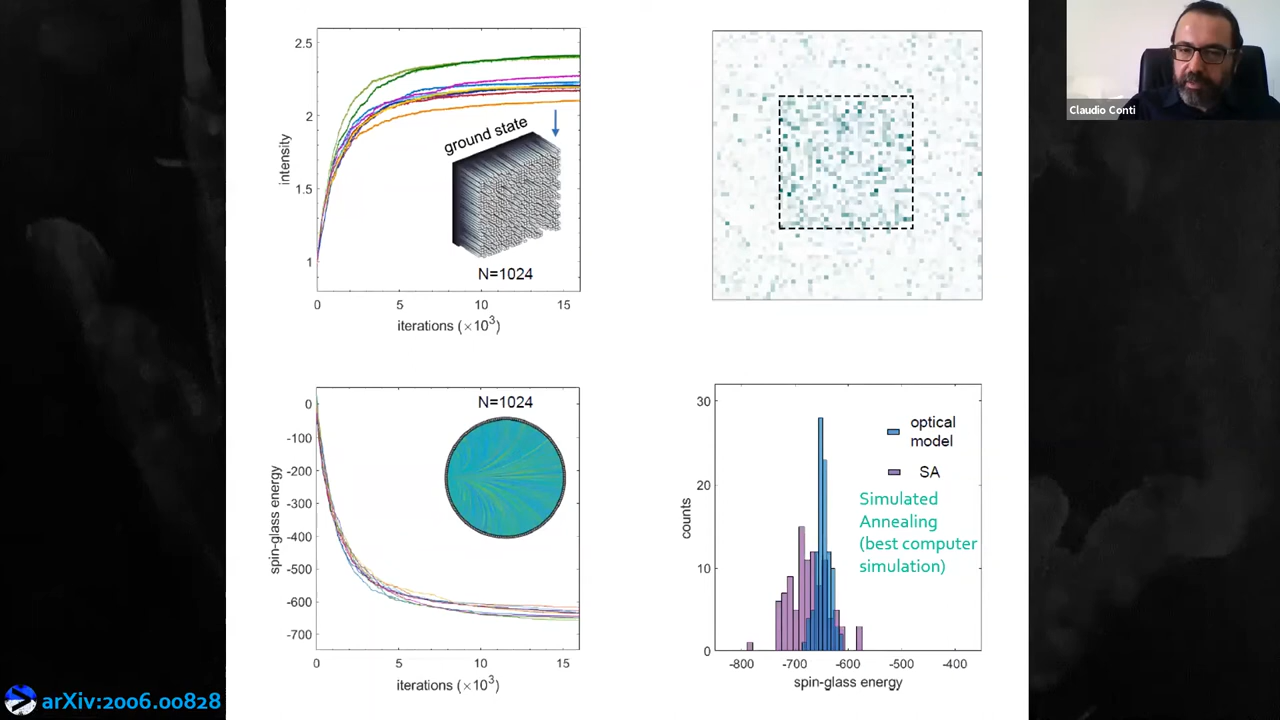 2.5
2
1.5
1
intensity
ground state
N=1024
0
5
10
15
iterations (×10³)
Claudio Conti
0
-100
-200
-300
-400
-500
-600
-700
spin-glass energy
N=1024
0
5
10
15
iterations (×10³)
30
20
10
0
counts
optical
model
SA
Simulated
Annealing
(best computer
simulation)
-800
-700
-600
-500
-400
spin-glass energy
arXiv:2006.00828